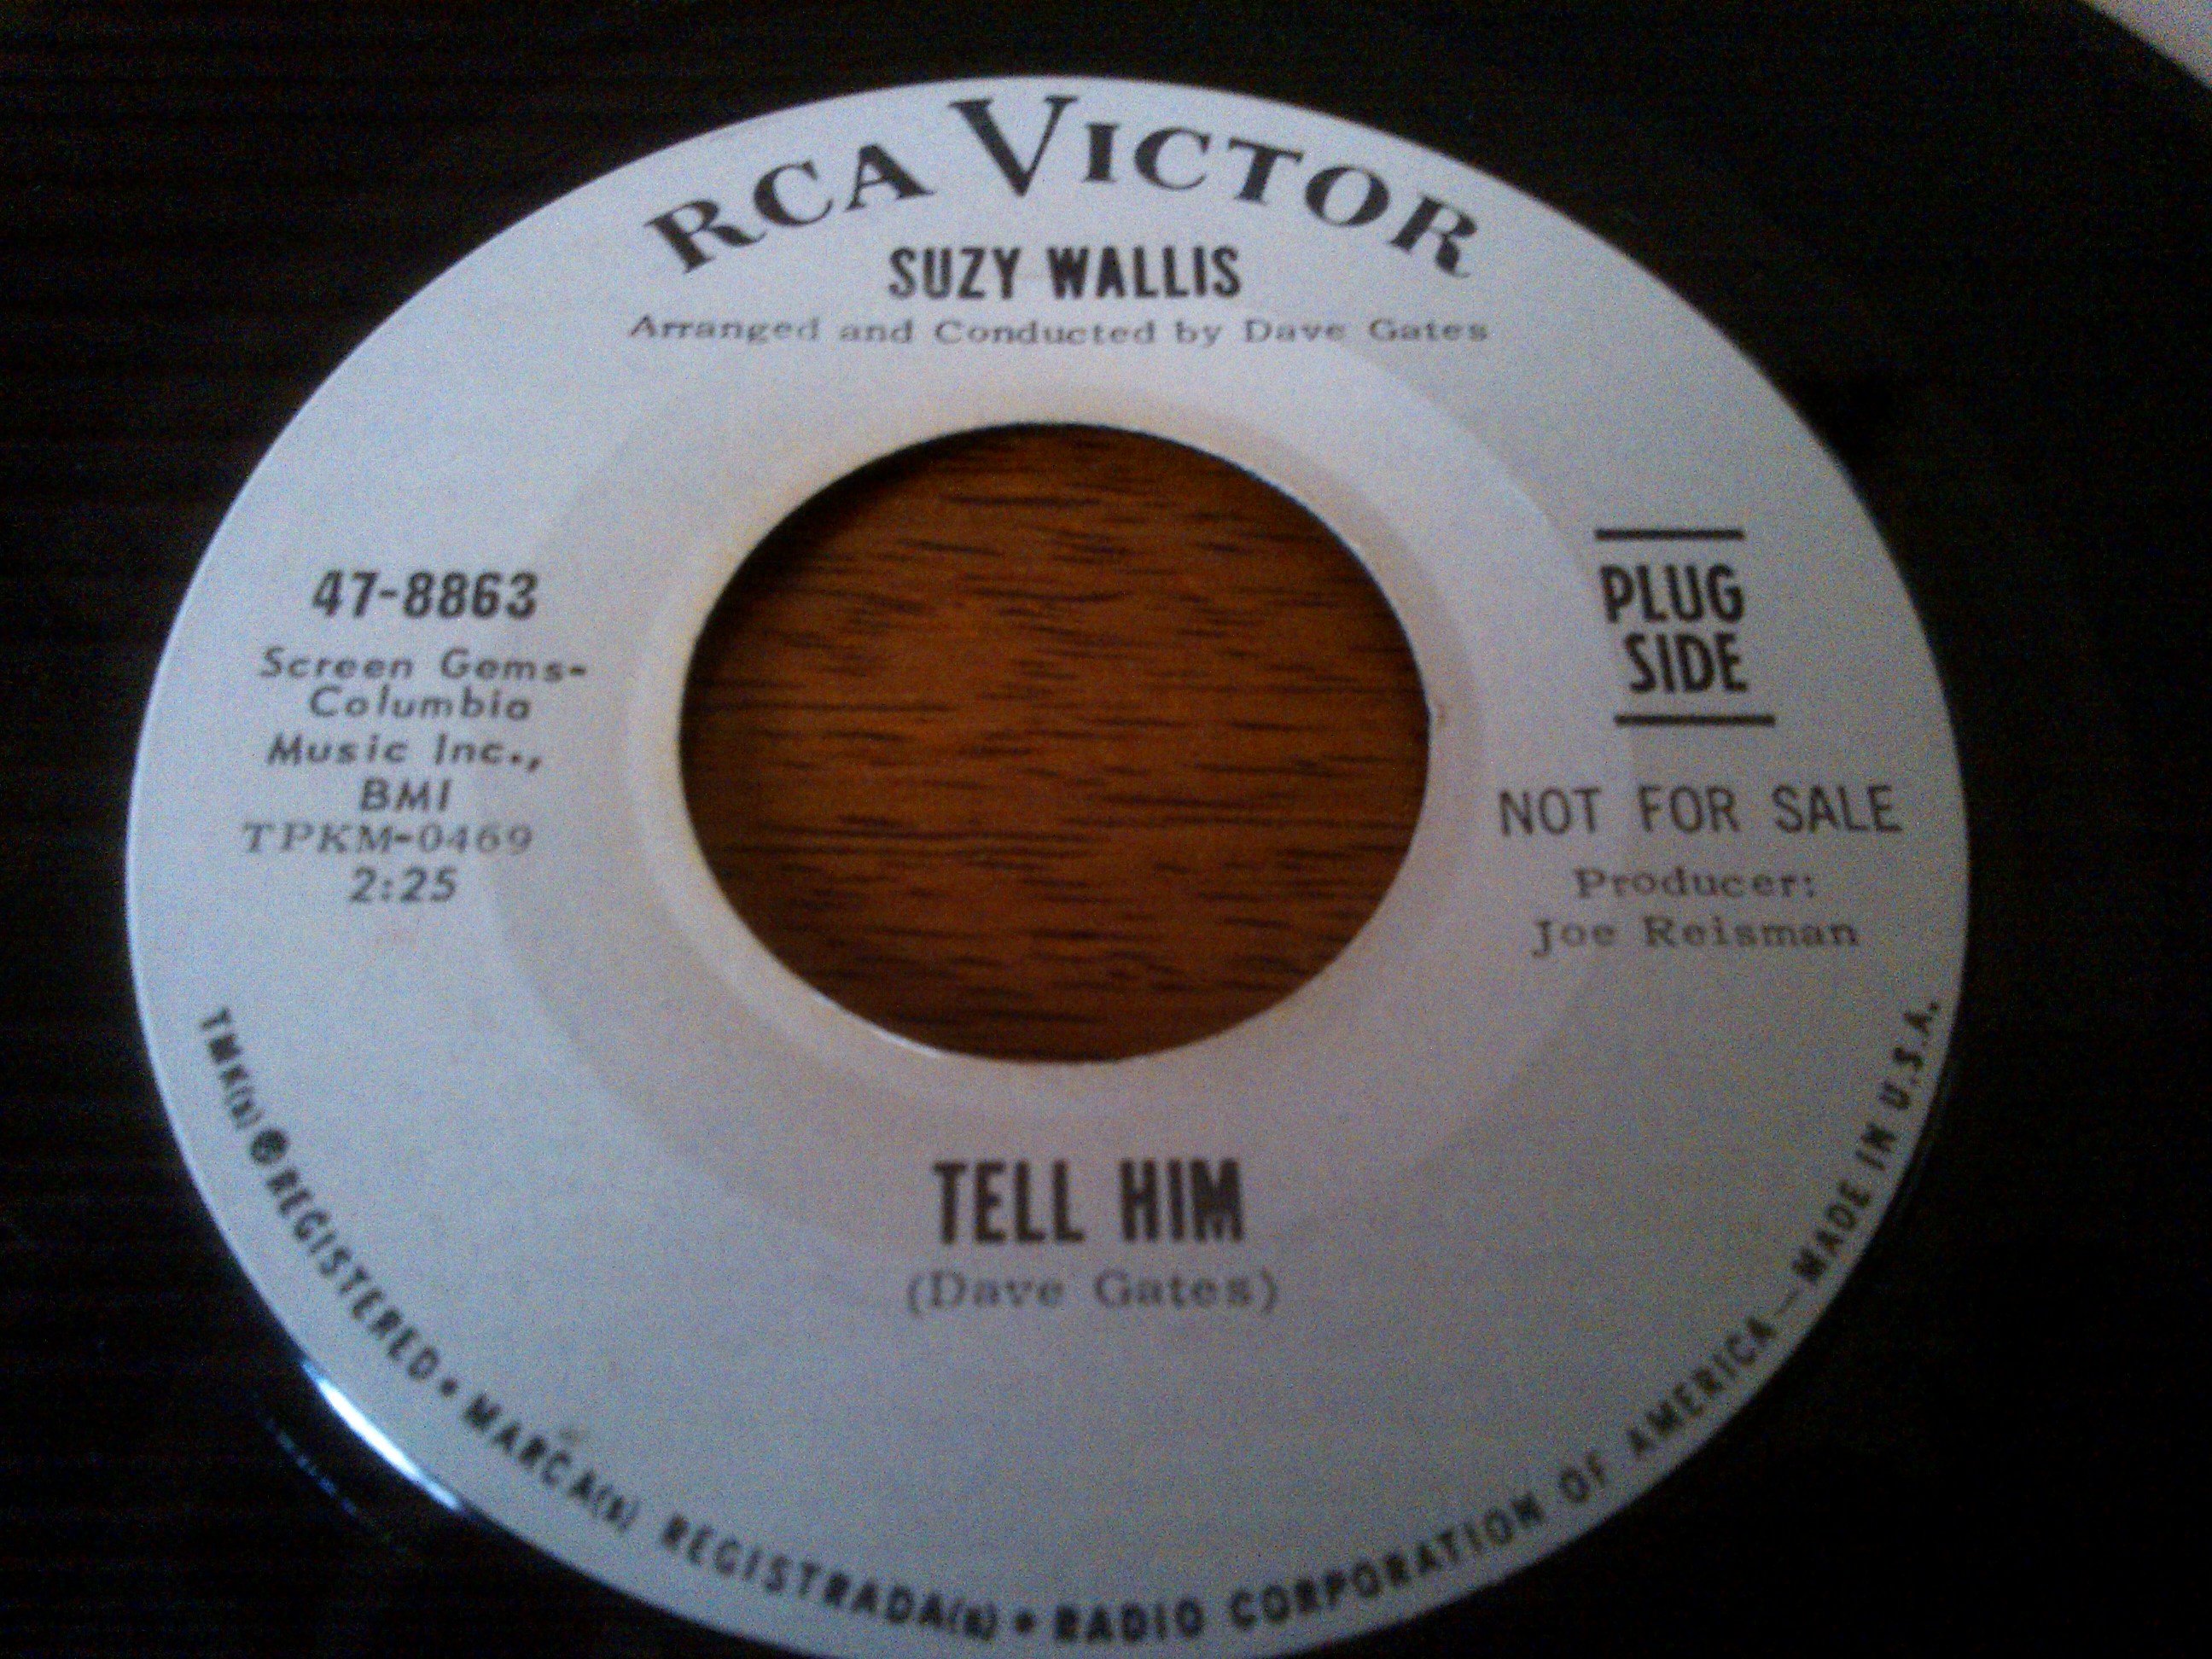 RCA VICTOR
SUZY WALLIS
Arranged and Conducted by Dave Gates
47-8863
Screen Gems-
Columbia
Music Inc.,
BMI
TPKM-0469
2:25
PLUG
SIDE
NOT FOR SALE
Producer:
Joe Reisman
TELL HIM
(Dave Gates)
TMK(s) ® REGISTERED • MARCA(s) REGISTRADA(s) • RADIO CORPORATION OF AMERICA — MADE IN U.S.A.